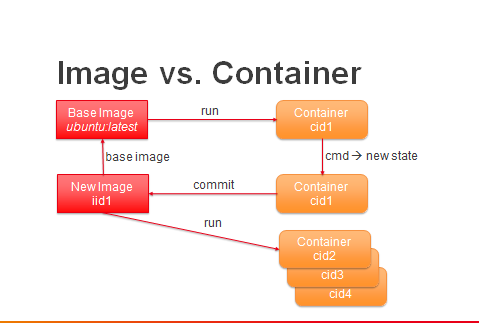 Image vs. Container
Base Image
ubuntu:latest
run
Container
cid1
base image
cmd → new state
New Image
iid1
commit
Container
cid1
run
Container
cid2
cid3
cid4